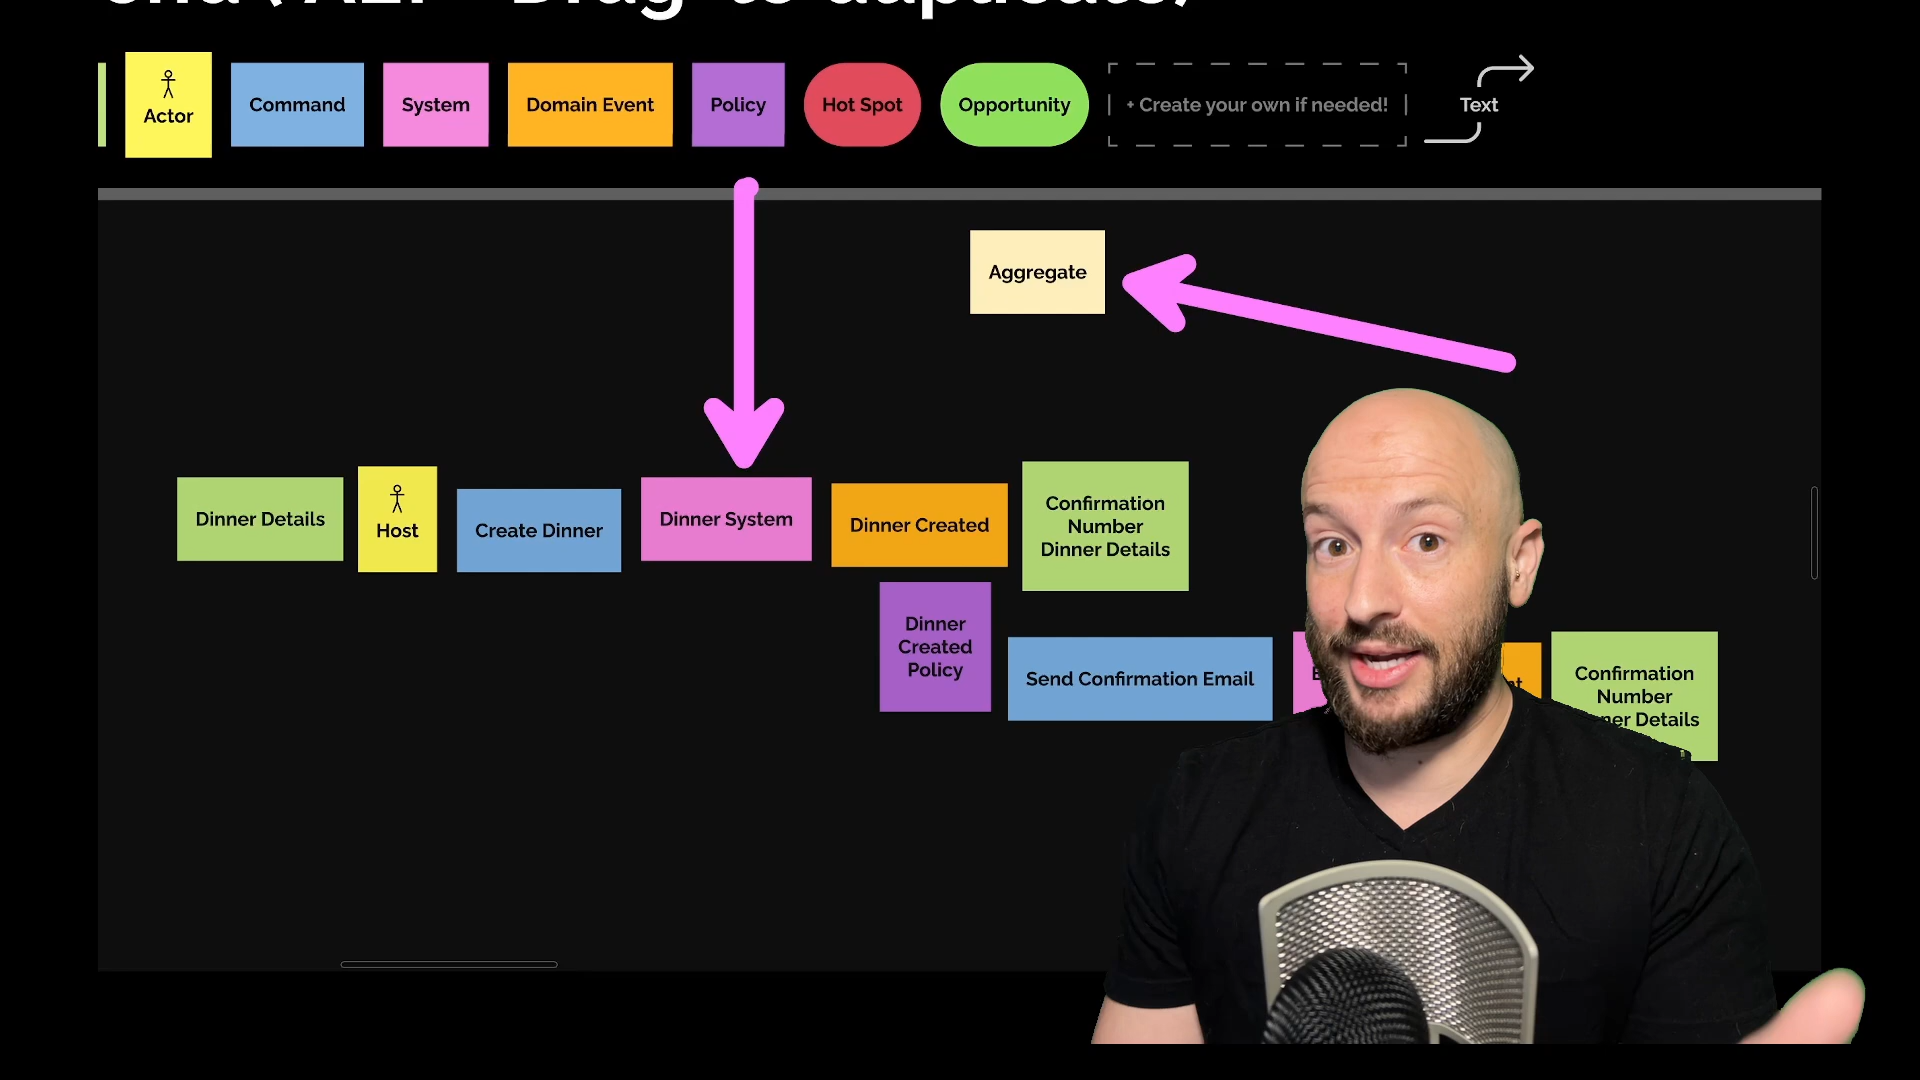 Actor
Command
System
Domain Event
Policy
Hot Spot
Opportunity
+ Create your own if needed!
Text
Aggregate
Dinner Details
Host
Create Dinner
Dinner System
Dinner Created
Confirmation
Number
Dinner Details
Dinner
Created
Policy
Send Confirmation Email
Confirmation
Number
Details